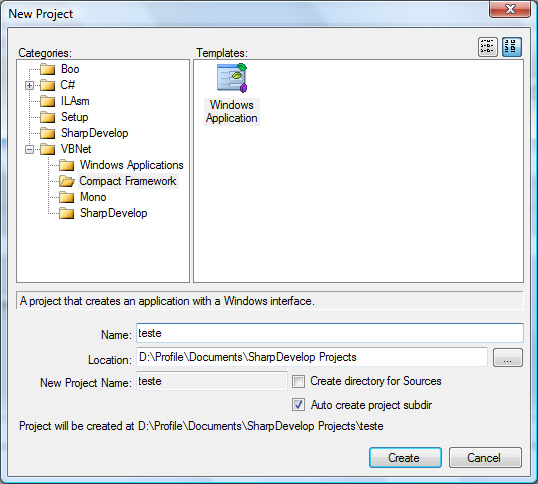 New Project
Categories:
Templates:
Boo
C#
ILAsm
Setup
SharpDevelop
VBNet
Windows Applications
Compact Framework
Mono
SharpDevelop
Windows
Application
A project that creates an application with a Windows interface.
Name: teste
Location: D:\Profile\Documents\SharpDevelop Projects ...
New Project Name: teste Create directory for Sources
Auto create project subdir
Project will be created at D:\Profile\Documents\SharpDevelop Projects\teste
Create Cancel